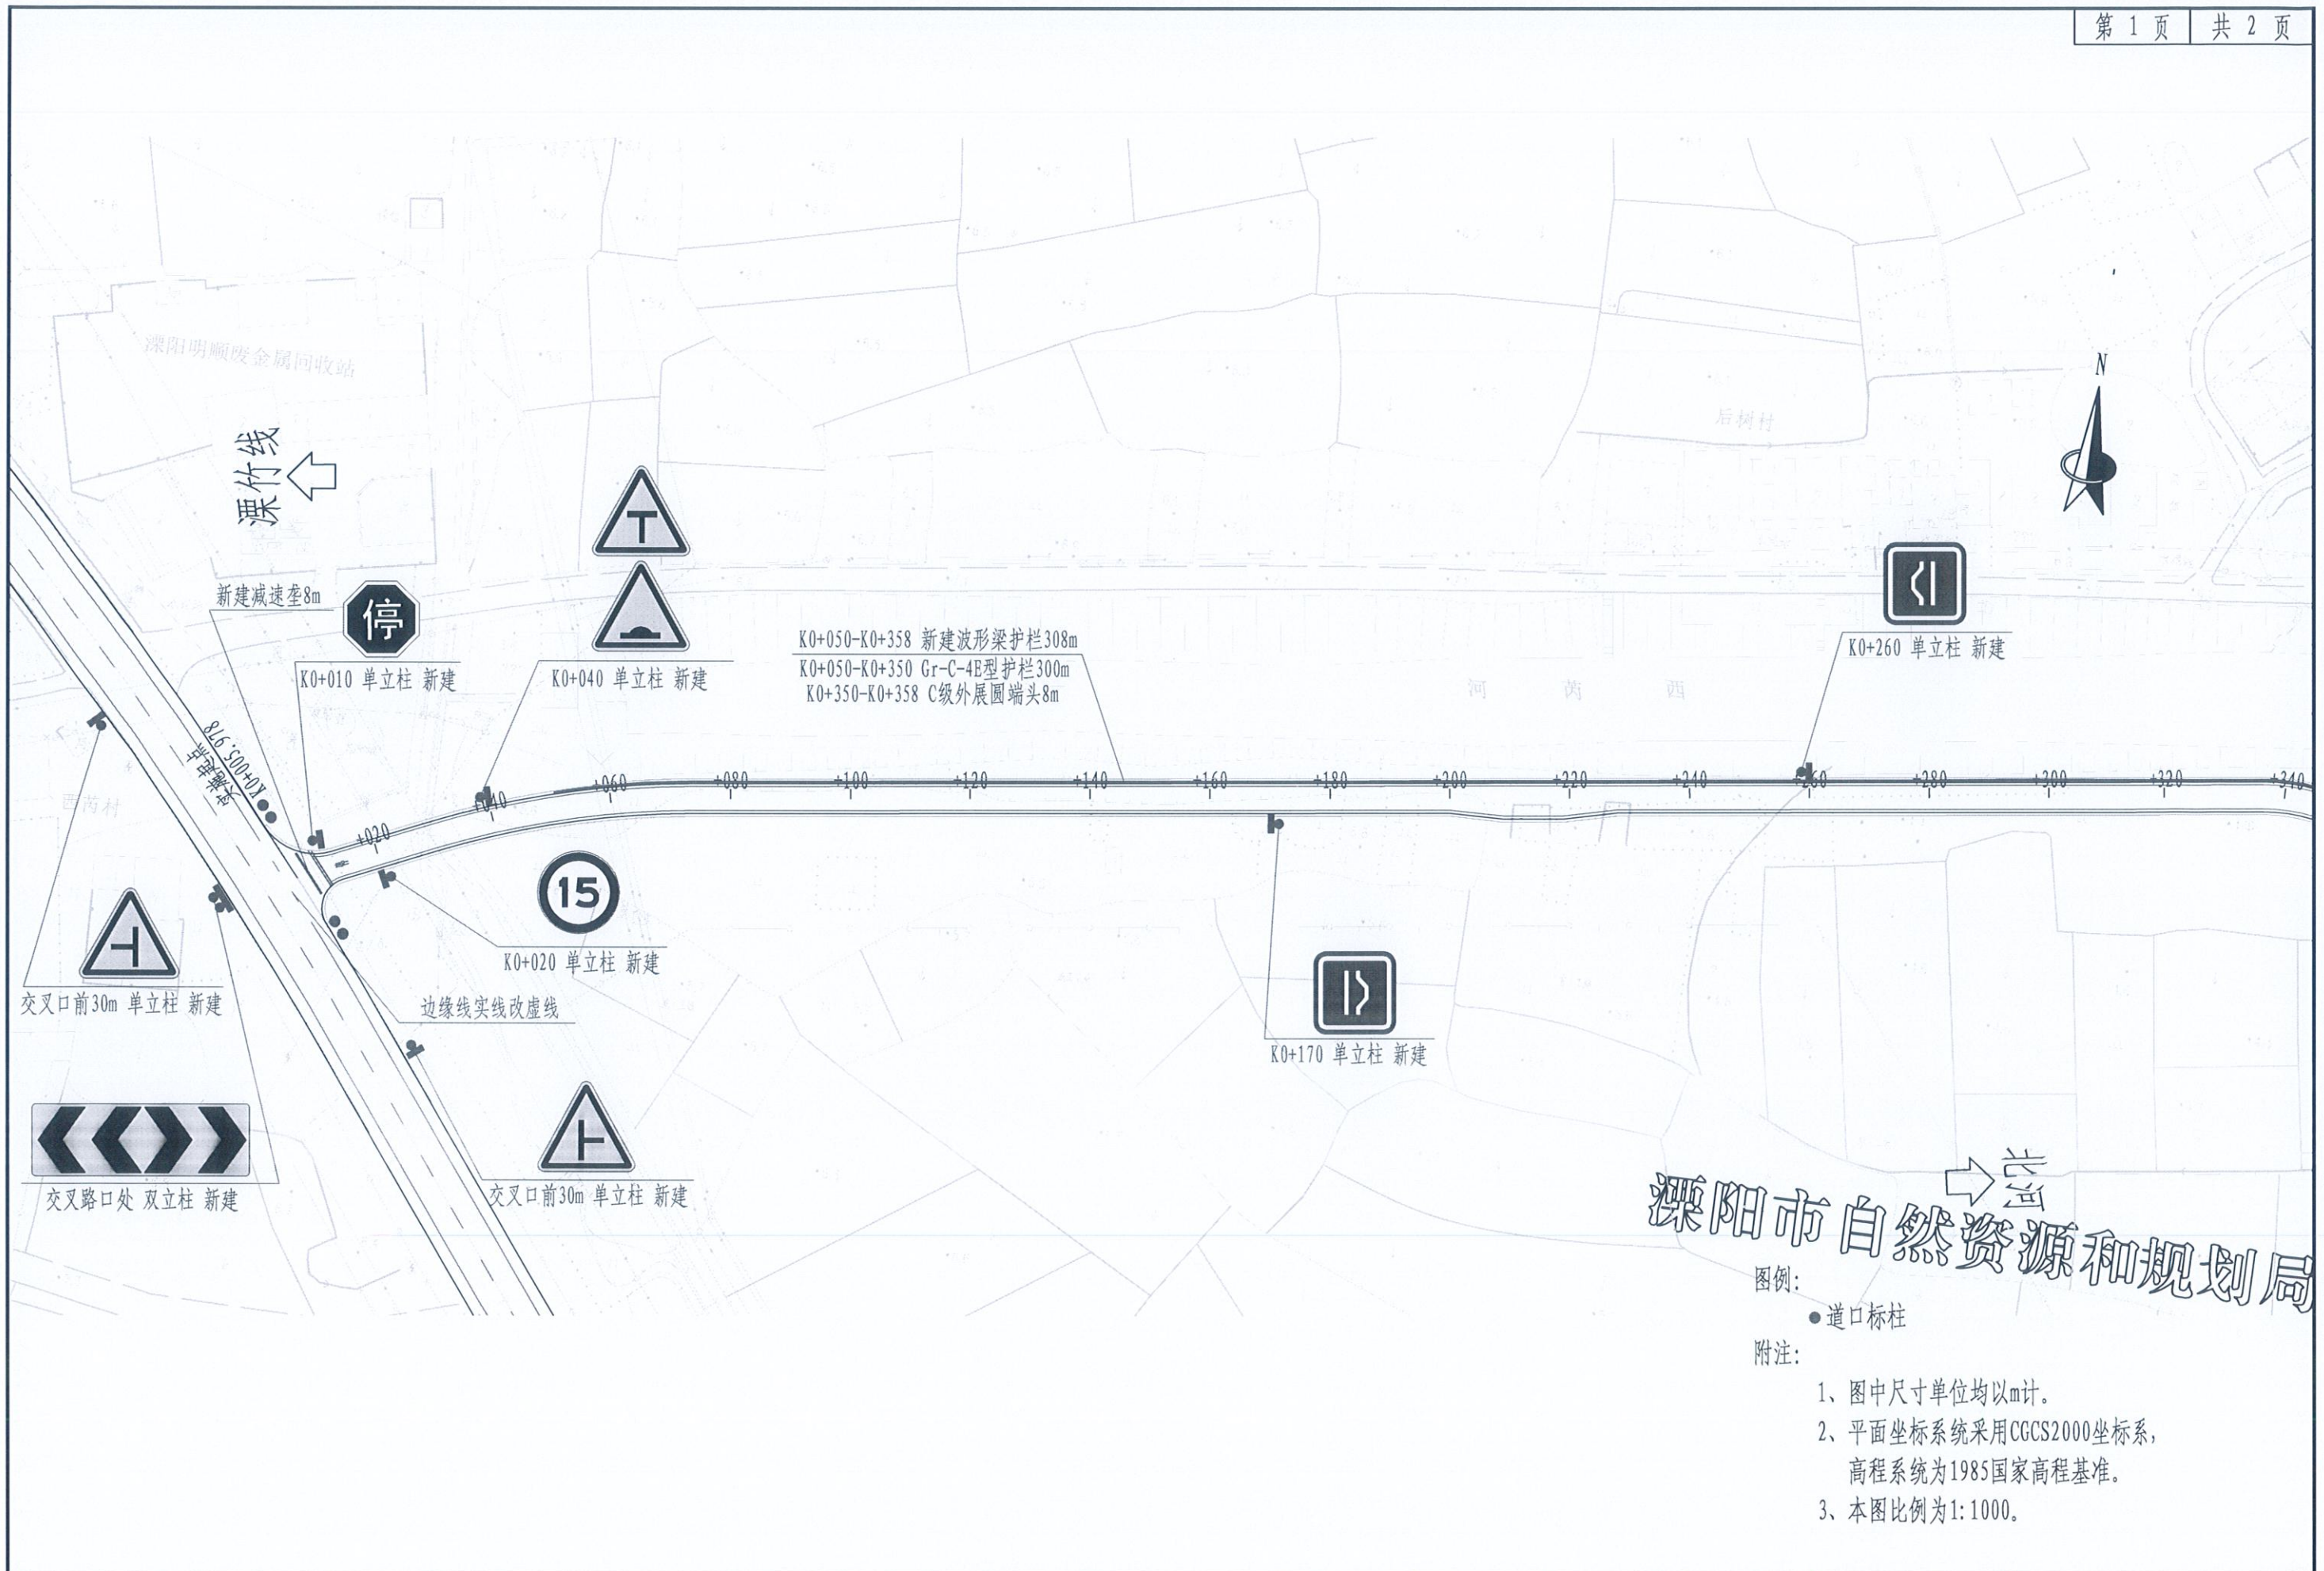 第 1 页 共 2 页
溧阳明顺废金属回收站
后树村
溧竹线
N
新建减速垄8m
停
K0+010 单立柱 新建
K0+040 单立柱 新建
K0+050-K0+358 新建波形梁护栏308m
K0+050-K0+350 Gr-C-4E型护栏300m
K0+350-K0+358 C级外展圆端头8m
K0+260 单立柱 新建
河 芮 西
实施起点
K0+005.978
西芮村
+020
+040
+060
+080
+100
+120
+140
+160
+180
+200
+220
+240
+260
+280
+300
+320
+340
15
K0+020 单立柱 新建
交叉口前30m 单立柱 新建
边缘线实线改虚线
K0+170 单立柱 新建
交叉路口处 双立柱 新建
交叉口前30m 单立柱 新建
北河
溧阳市自然资源和规划局
图例:
道口标柱
附注:
1、图中尺寸单位均以m计。
2、平面坐标系统采用CGCS2000坐标系,
高程系统为1985国家高程基准。
3、本图比例为1:1000。